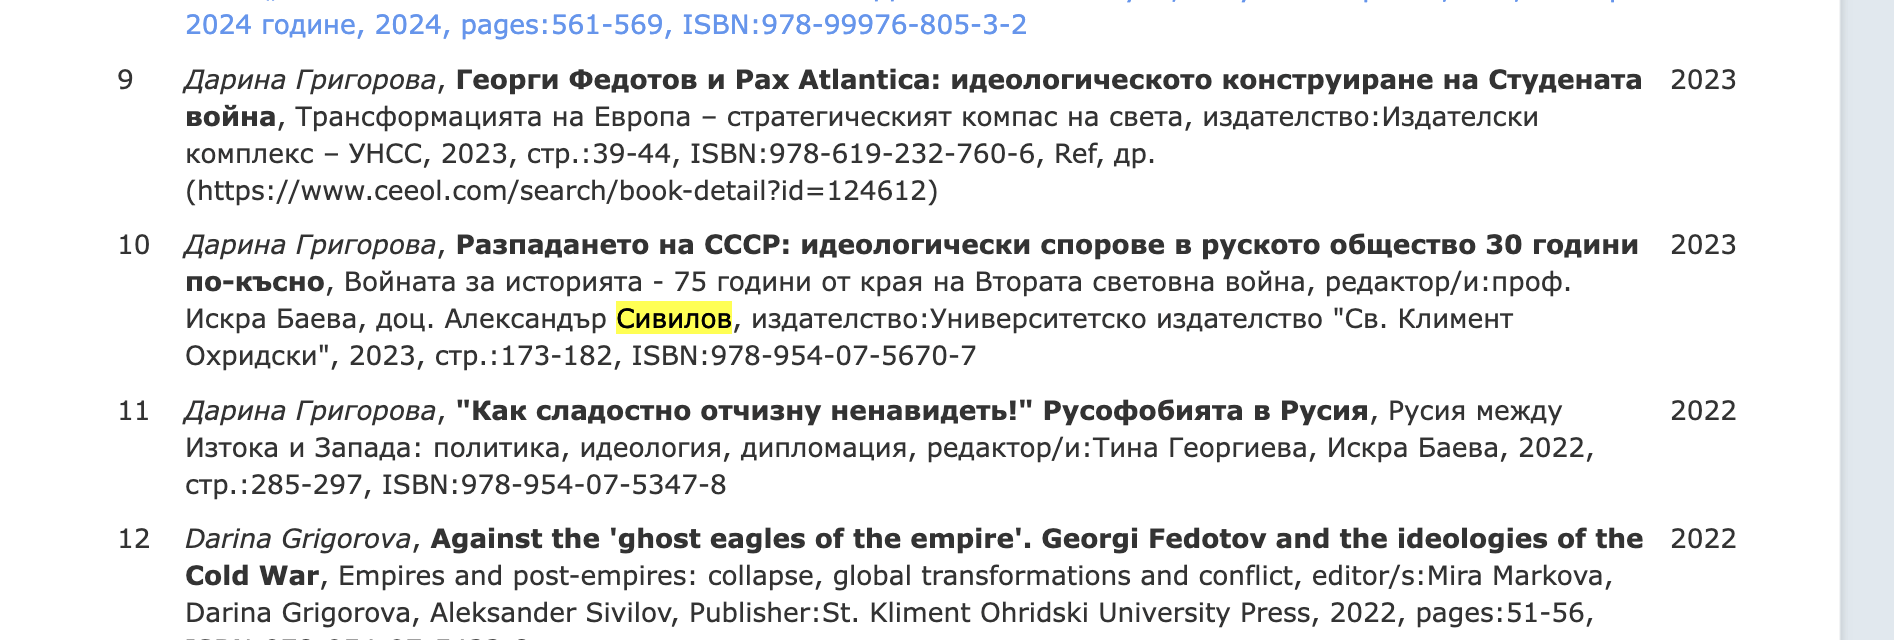 2024 године, 2024, pages:561-569, ISBN:978-99976-805-3-2
9 Дарина Григорова, Георги Федотов и Pax Atlantica: идеологическото конструиране на Студената 2023
война, Трансформацията на Европа – стратегическият компас на света, издателство:Издателски
комплекс – УНСС, 2023, стр.:39-44, ISBN:978-619-232-760-6, Ref, др.
(https://www.ceeol.com/search/book-detail?id=124612)
10 Дарина Григорова, Разпадането на СССР: идеологически спорове в руското общество 30 години 2023
по-късно, Войната за историята - 75 години от края на Втората световна война, редактор/и:проф.
Искра Баева, доц. Александър Сивилов, издателство:Университетско издателство "Св. Климент
Охридски", 2023, стр.:173-182, ISBN:978-954-07-5670-7
11 Дарина Григорова, "Как сладостно отчизну ненавидеть!" Русофобията в Русия, Русия между 2022
Изтока и Запада: политика, идеология, дипломация, редактор/и:Тина Георгиева, Искра Баева, 2022,
стр.:285-297, ISBN:978-954-07-5347-8
12 Darina Grigorova, Against the 'ghost eagles of the empire'. Georgi Fedotov and the ideologies of the 2022
Cold War, Empires and post-empires: collapse, global transformations and conflict, editor/s:Mira Markova,
Darina Grigorova, Aleksander Sivilov, Publisher:St. Kliment Ohridski University Press, 2022, pages:51-56,